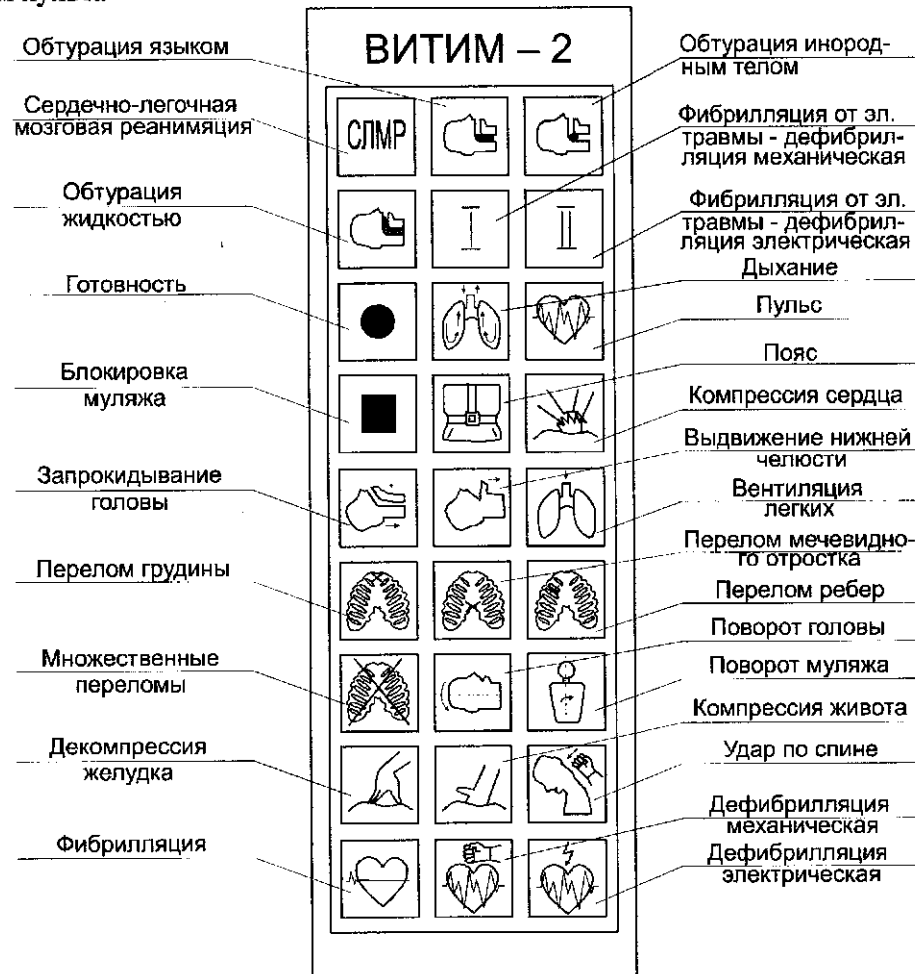 Обтурация языком
Сердечно-легочная
мозговая реанимяция
Обтурация
жидкостью
Готовность
Блокировка
муляжа
Запрокидывание
головы
Перелом грудины
Множественные
переломы
Декомпрессия
желудка
Фибрилляция
ВИТИМ – 2
СЛМР
Обтурация инород-
ным телом
Фибрилляция от эл.
травмы - дефибрил-
ляция механическая
Фибрилляция от эл.
травмы - дефибрил-
ляция электрическая
Дыхание
Пульс
Пояс
Компрессия сердца
Выдвижение нижней
челюсти
Вентиляция
легких
Перелом мечевидно-
го отростка
Перелом ребер
Поворот головы
Поворот муляжа
Компрессия живота
Удар по спине
Дефибрилляция
механическая
Дефибрилляция
электрическая